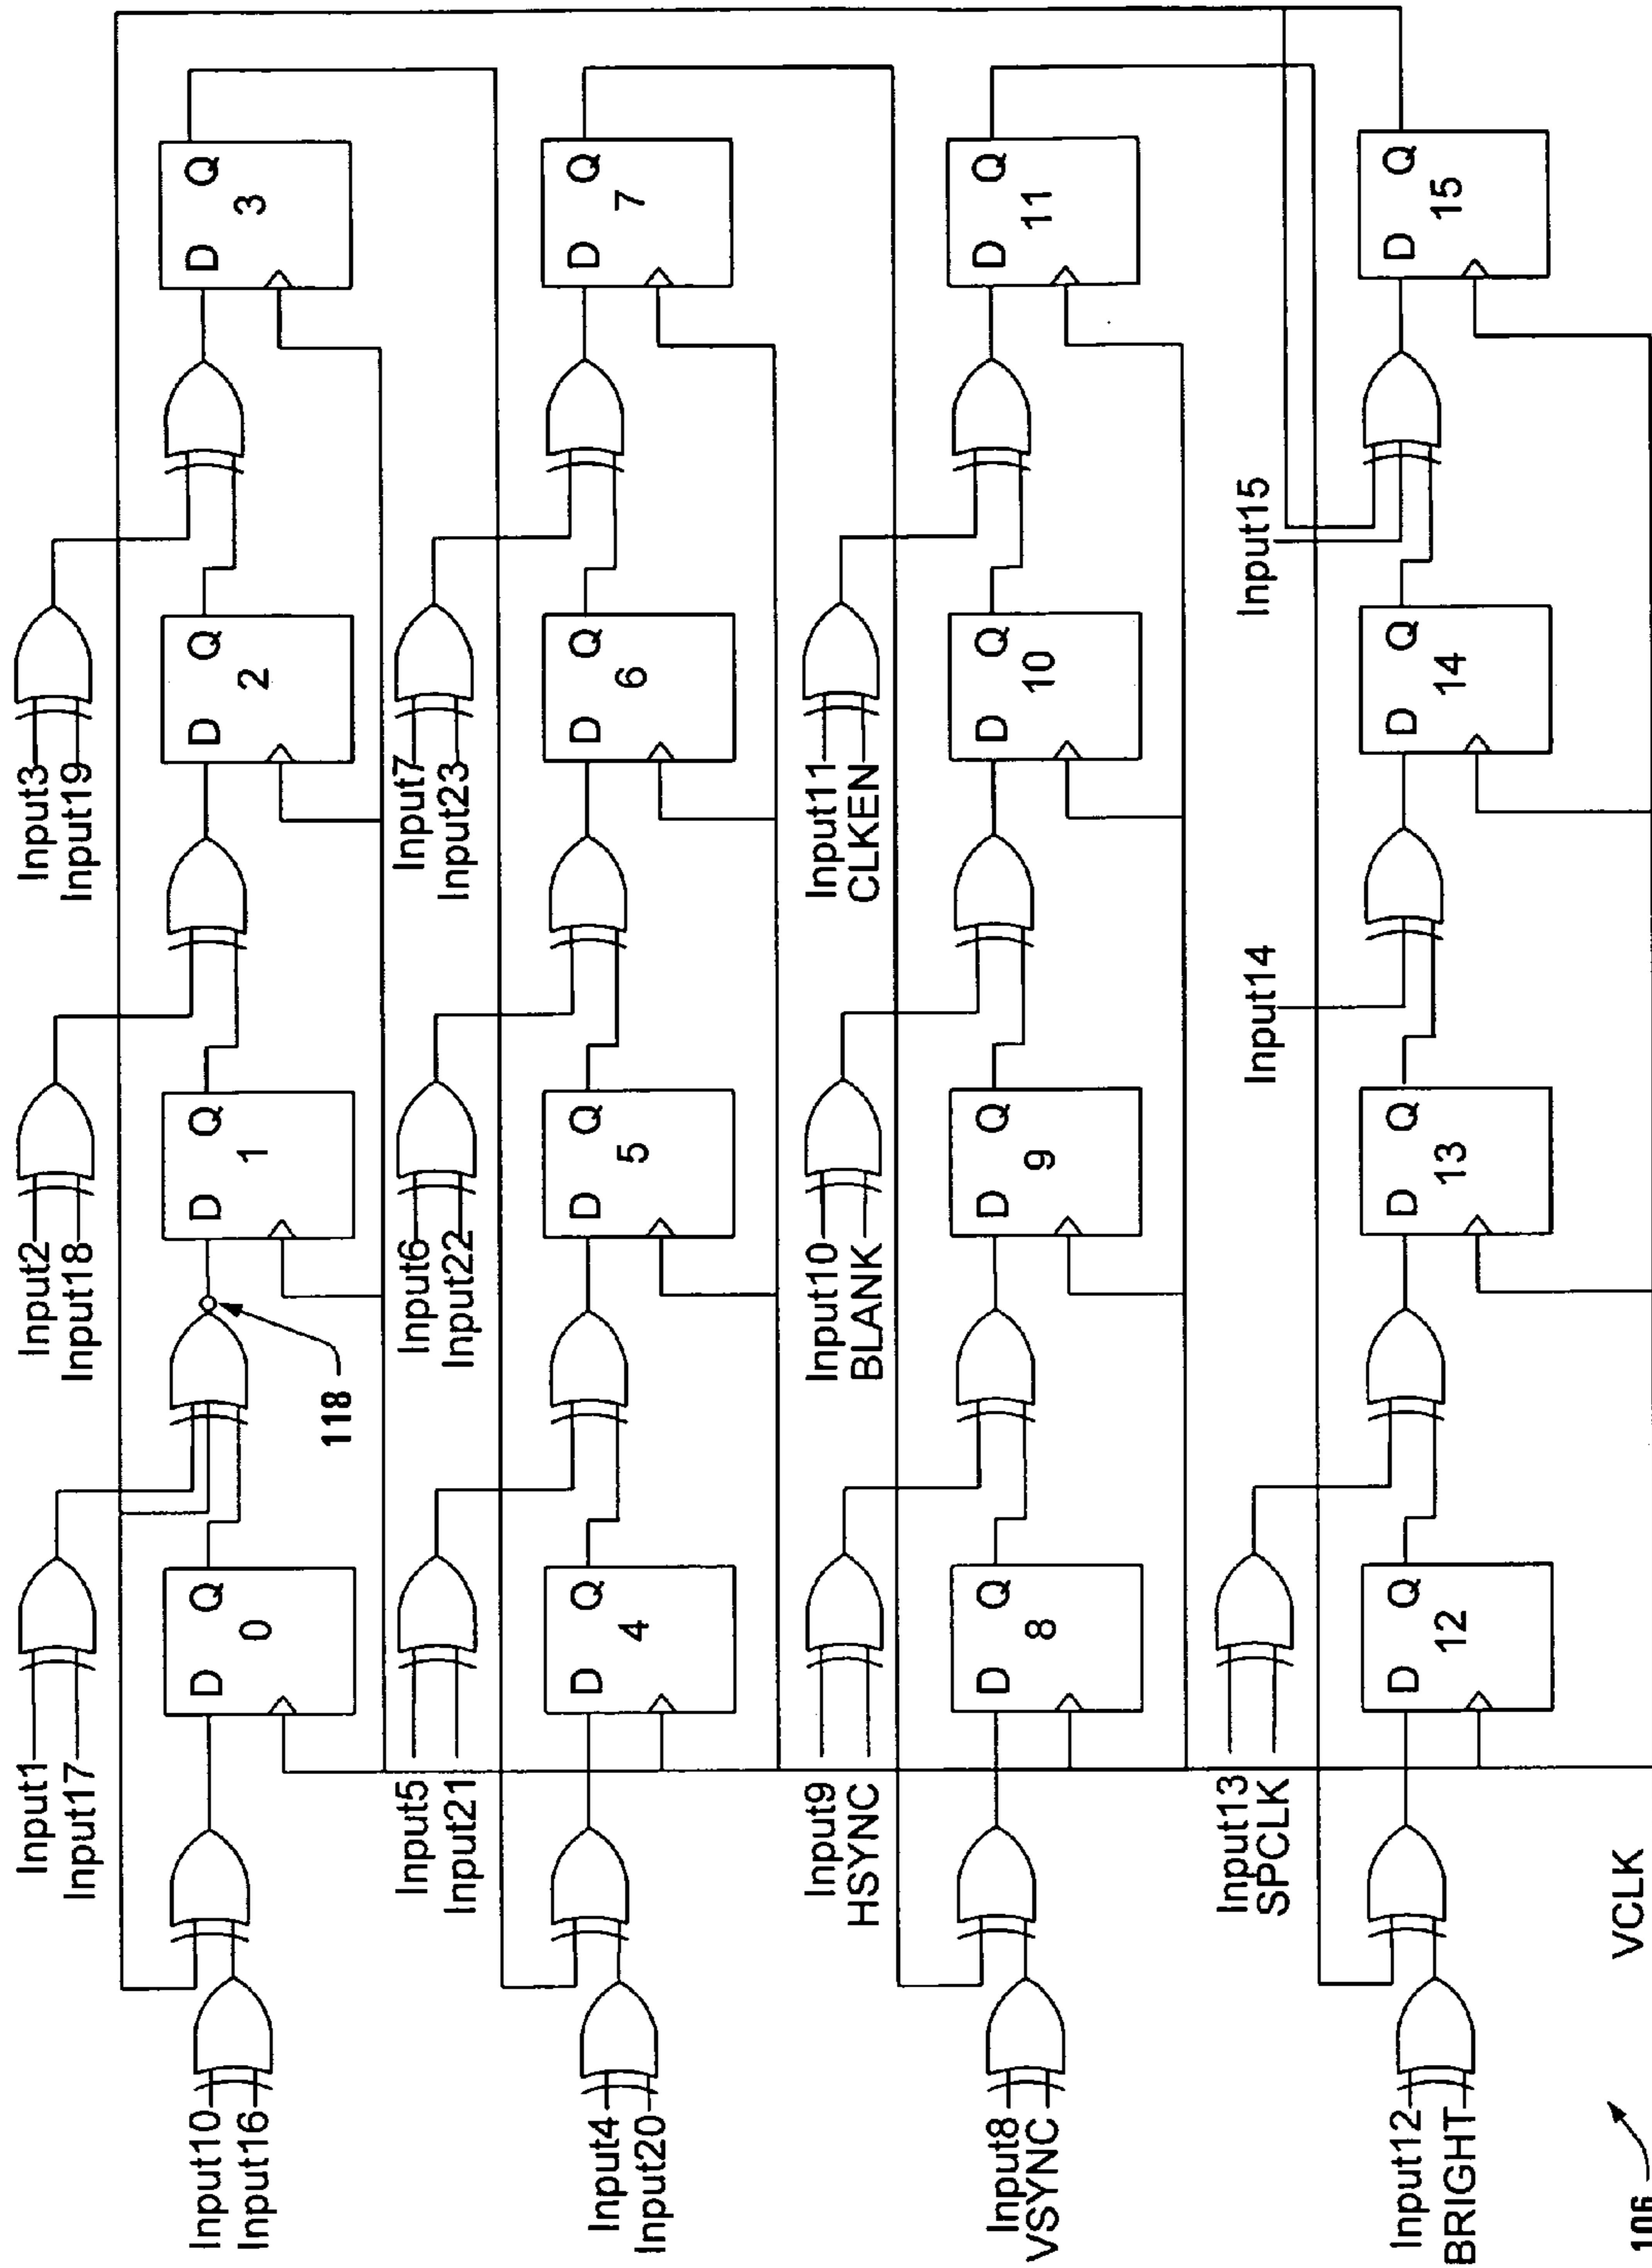 Input10
Input16
Input1
Input17
Input2
Input18
Input3
Input19
D Q
0
D Q
1
D Q
2
D Q
3
118
Input4
Input20
Input5
Input21
Input6
Input22
Input7
Input23
D Q
4
D Q
5
D Q
6
D Q
7
Input8
VSYNC
Input9
HSYNC
Input10
BLANK
Input11
CLKEN
D Q
8
D Q
9
D Q
10
D Q
11
Input12
BRIGHT
Input13
SPCLK
Input14
Input15
D Q
12
D Q
13
D Q
14
D Q
15
VCLK
106